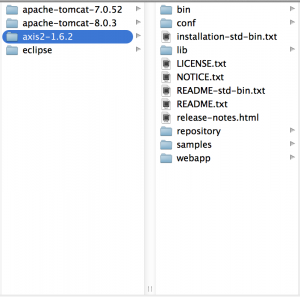 apache-tomcat-7.0.52
apache-tomcat-8.0.3
axis2-1.6.2
eclipse
bin
conf
installation-std-bin.txt
lib
LICENSE.txt
NOTICE.txt
README-std-bin.txt
README.txt
release-notes.html
repository
samples
webapp